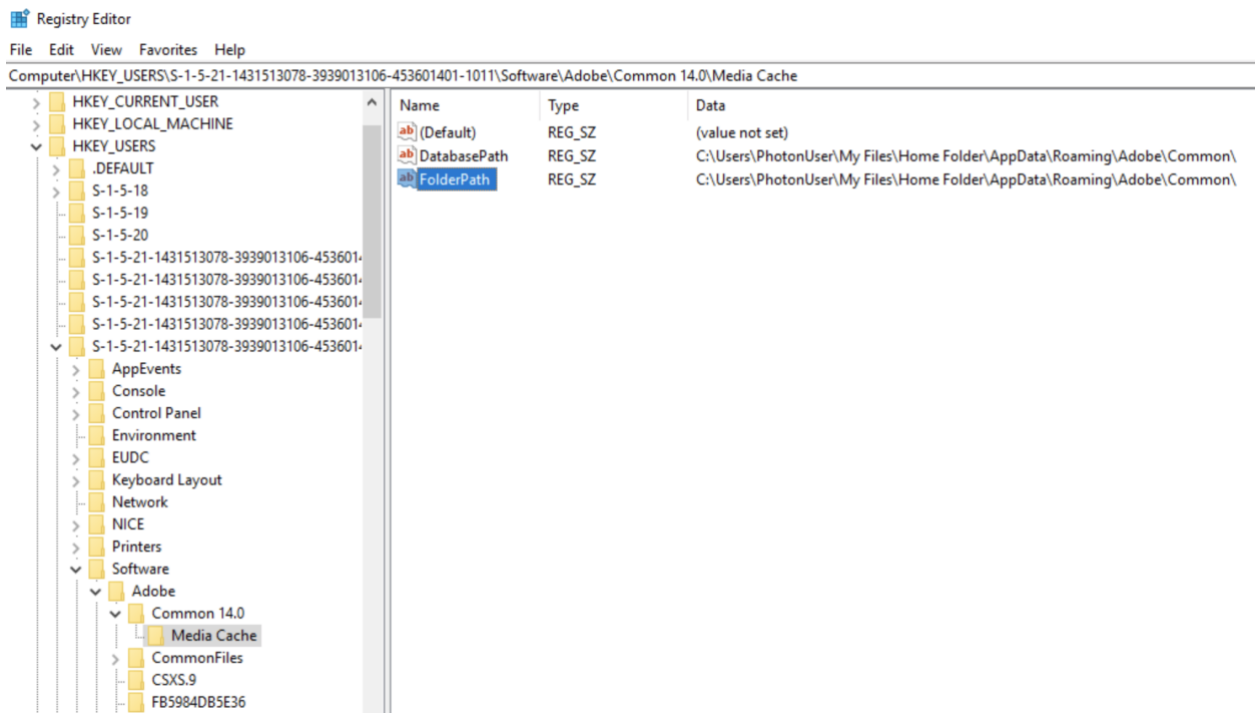 Registry Editor
File Edit View Favorites Help
Computer\HKEY_USERS\S-1-5-21-1431513078-3939013106-453601401-1011\Software\Adobe\Common 14.0\Media Cache
HKEY_CURRENT_USER
HKEY_LOCAL_MACHINE
HKEY_USERS
.DEFAULT
S-1-5-18
S-1-5-19
S-1-5-20
S-1-5-21-1431513078-3939013106-453601
S-1-5-21-1431513078-3939013106-453601
S-1-5-21-1431513078-3939013106-453601
S-1-5-21-1431513078-3939013106-453601
S-1-5-21-1431513078-3939013106-453601
AppEvents
Console
Control Panel
Environment
EUDC
Keyboard Layout
Network
NICE
Printers
Software
Adobe
Common 14.0
Media Cache
CommonFiles
CSXS.9
FB5984DB5E36
Name Type Data
ab (Default) REG_SZ (value not set)
ab DatabasePath REG_SZ C:\Users\PhotonUser\My Files\Home Folder\AppData\Roaming\Adobe\Common\
ab FolderPath REG_SZ C:\Users\PhotonUser\My Files\Home Folder\AppData\Roaming\Adobe\Common\